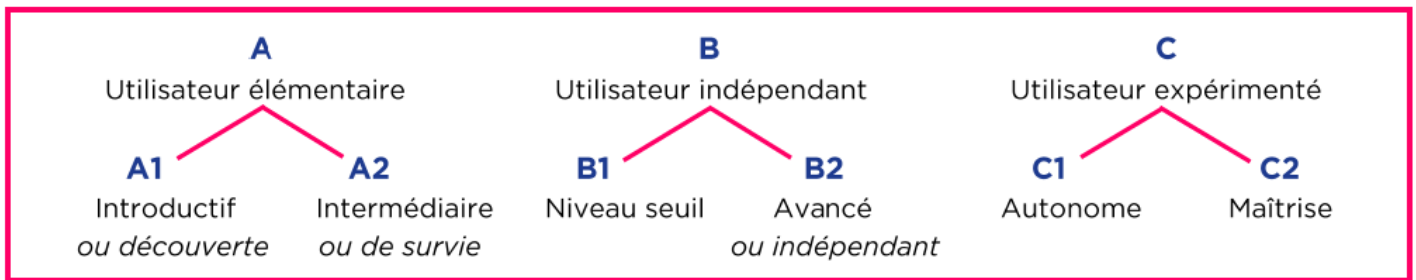 A
Utilisateur élémentaire
A1
Introductif
ou découverte
A2
Intermédiaire
ou de survie
B
Utilisateur indépendant
B1
Niveau seuil
B2
Avancé
ou indépendant
C
Utilisateur expérimenté
C1
Autonome
C2
Maîtrise